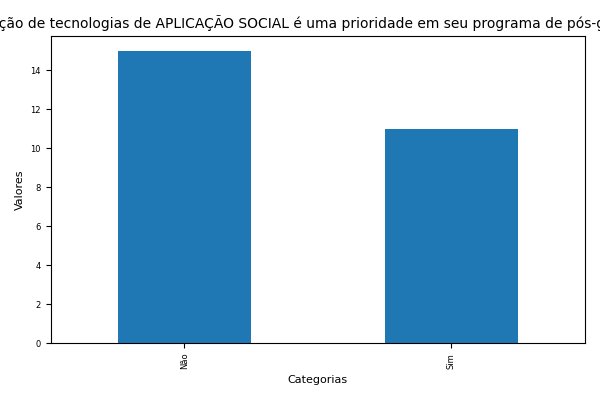 ção de tecnologias de APLICAÇÃO SOCIAL é uma prioridade em seu programa de pós-g
14
12
10
8
6
4
2
0
Valores
Não
Sim
Categorias